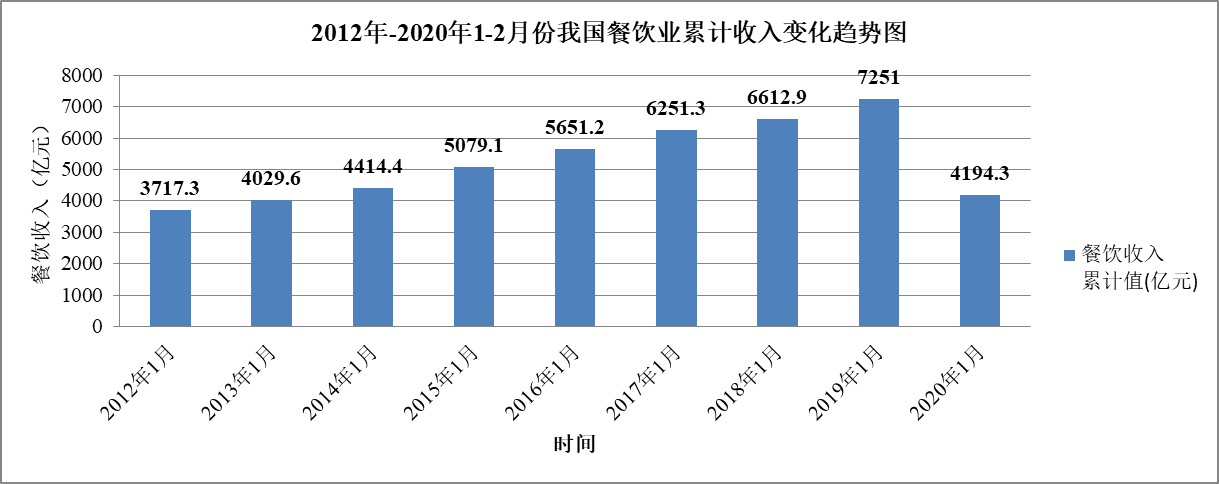 2012年-2020年1-2月份我国餐饮业累计收入变化趋势图
餐饮收入（亿元）
8000
7000
6000
5000
4000
3000
2000
1000
0
3717.3
4029.6
4414.4
5079.1
5651.2
6251.3
6612.9
7251
4194.3
2012年1月
2013年1月
2014年1月
2015年1月
2016年1月
2017年1月
2018年1月
2019年1月
2020年1月
时间
餐饮收入
累计值(亿元)